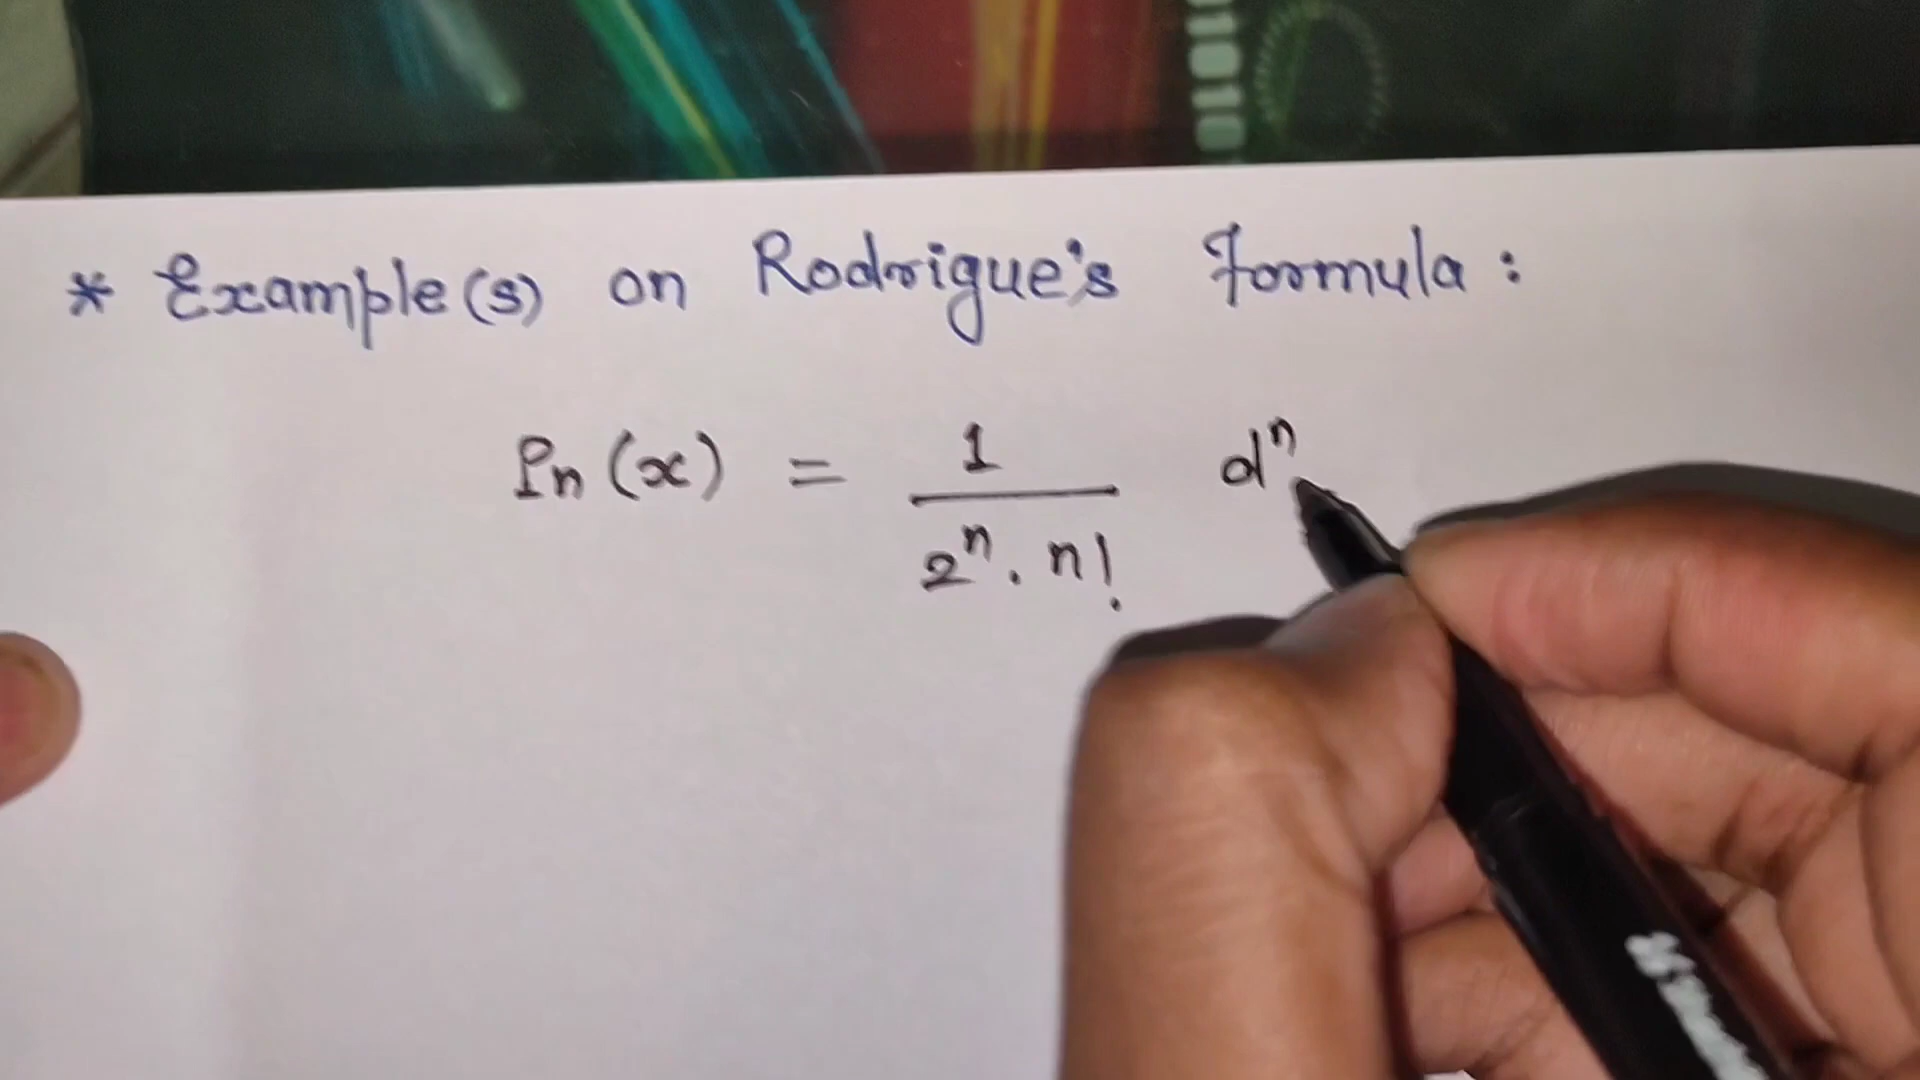 * Example(s) on Rodrigue's Formula :
Pn (x) = 1 / 2^n . n! d^n